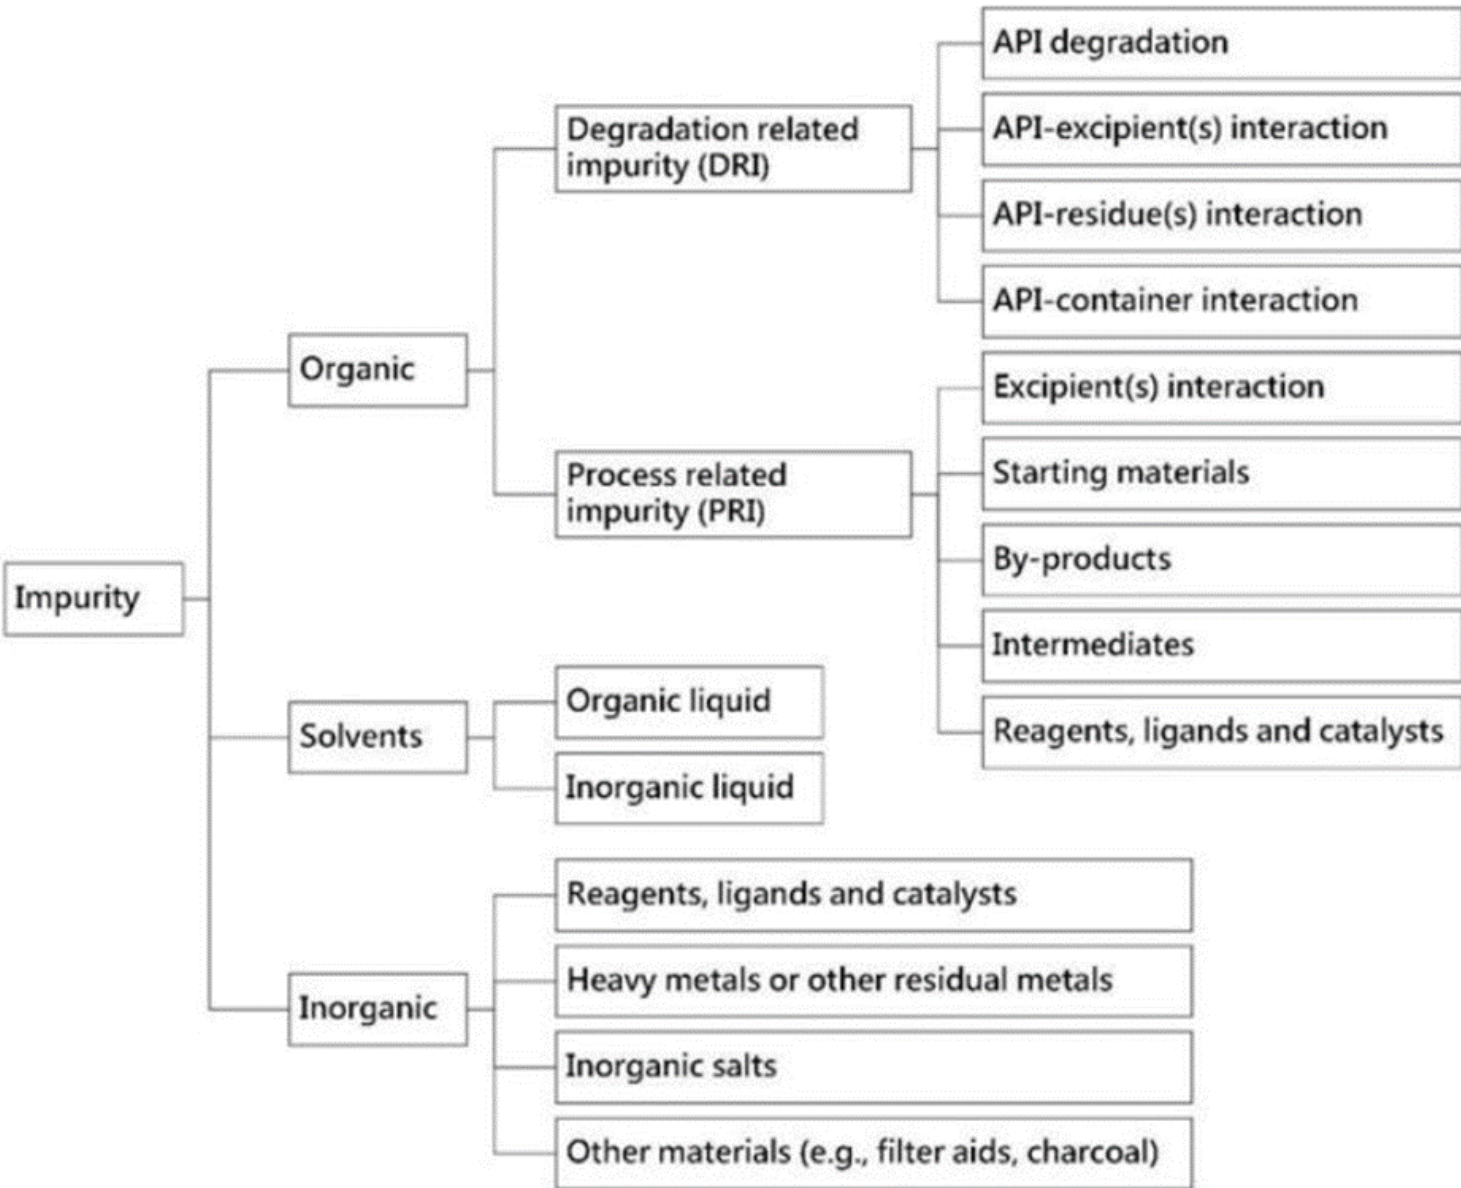 Impurity
Organic
Degradation related
impurity (DRI)
API degradation
API-excipient(s) interaction
API-residue(s) interaction
API-container interaction
Process related
impurity (PRI)
Excipient(s) interaction
Starting materials
By-products
Intermediates
Reagents, ligands and catalysts
Solvents
Organic liquid
Inorganic liquid
Inorganic
Reagents, ligands and catalysts
Heavy metals or other residual metals
Inorganic salts
Other materials (e.g., filter aids, charcoal)